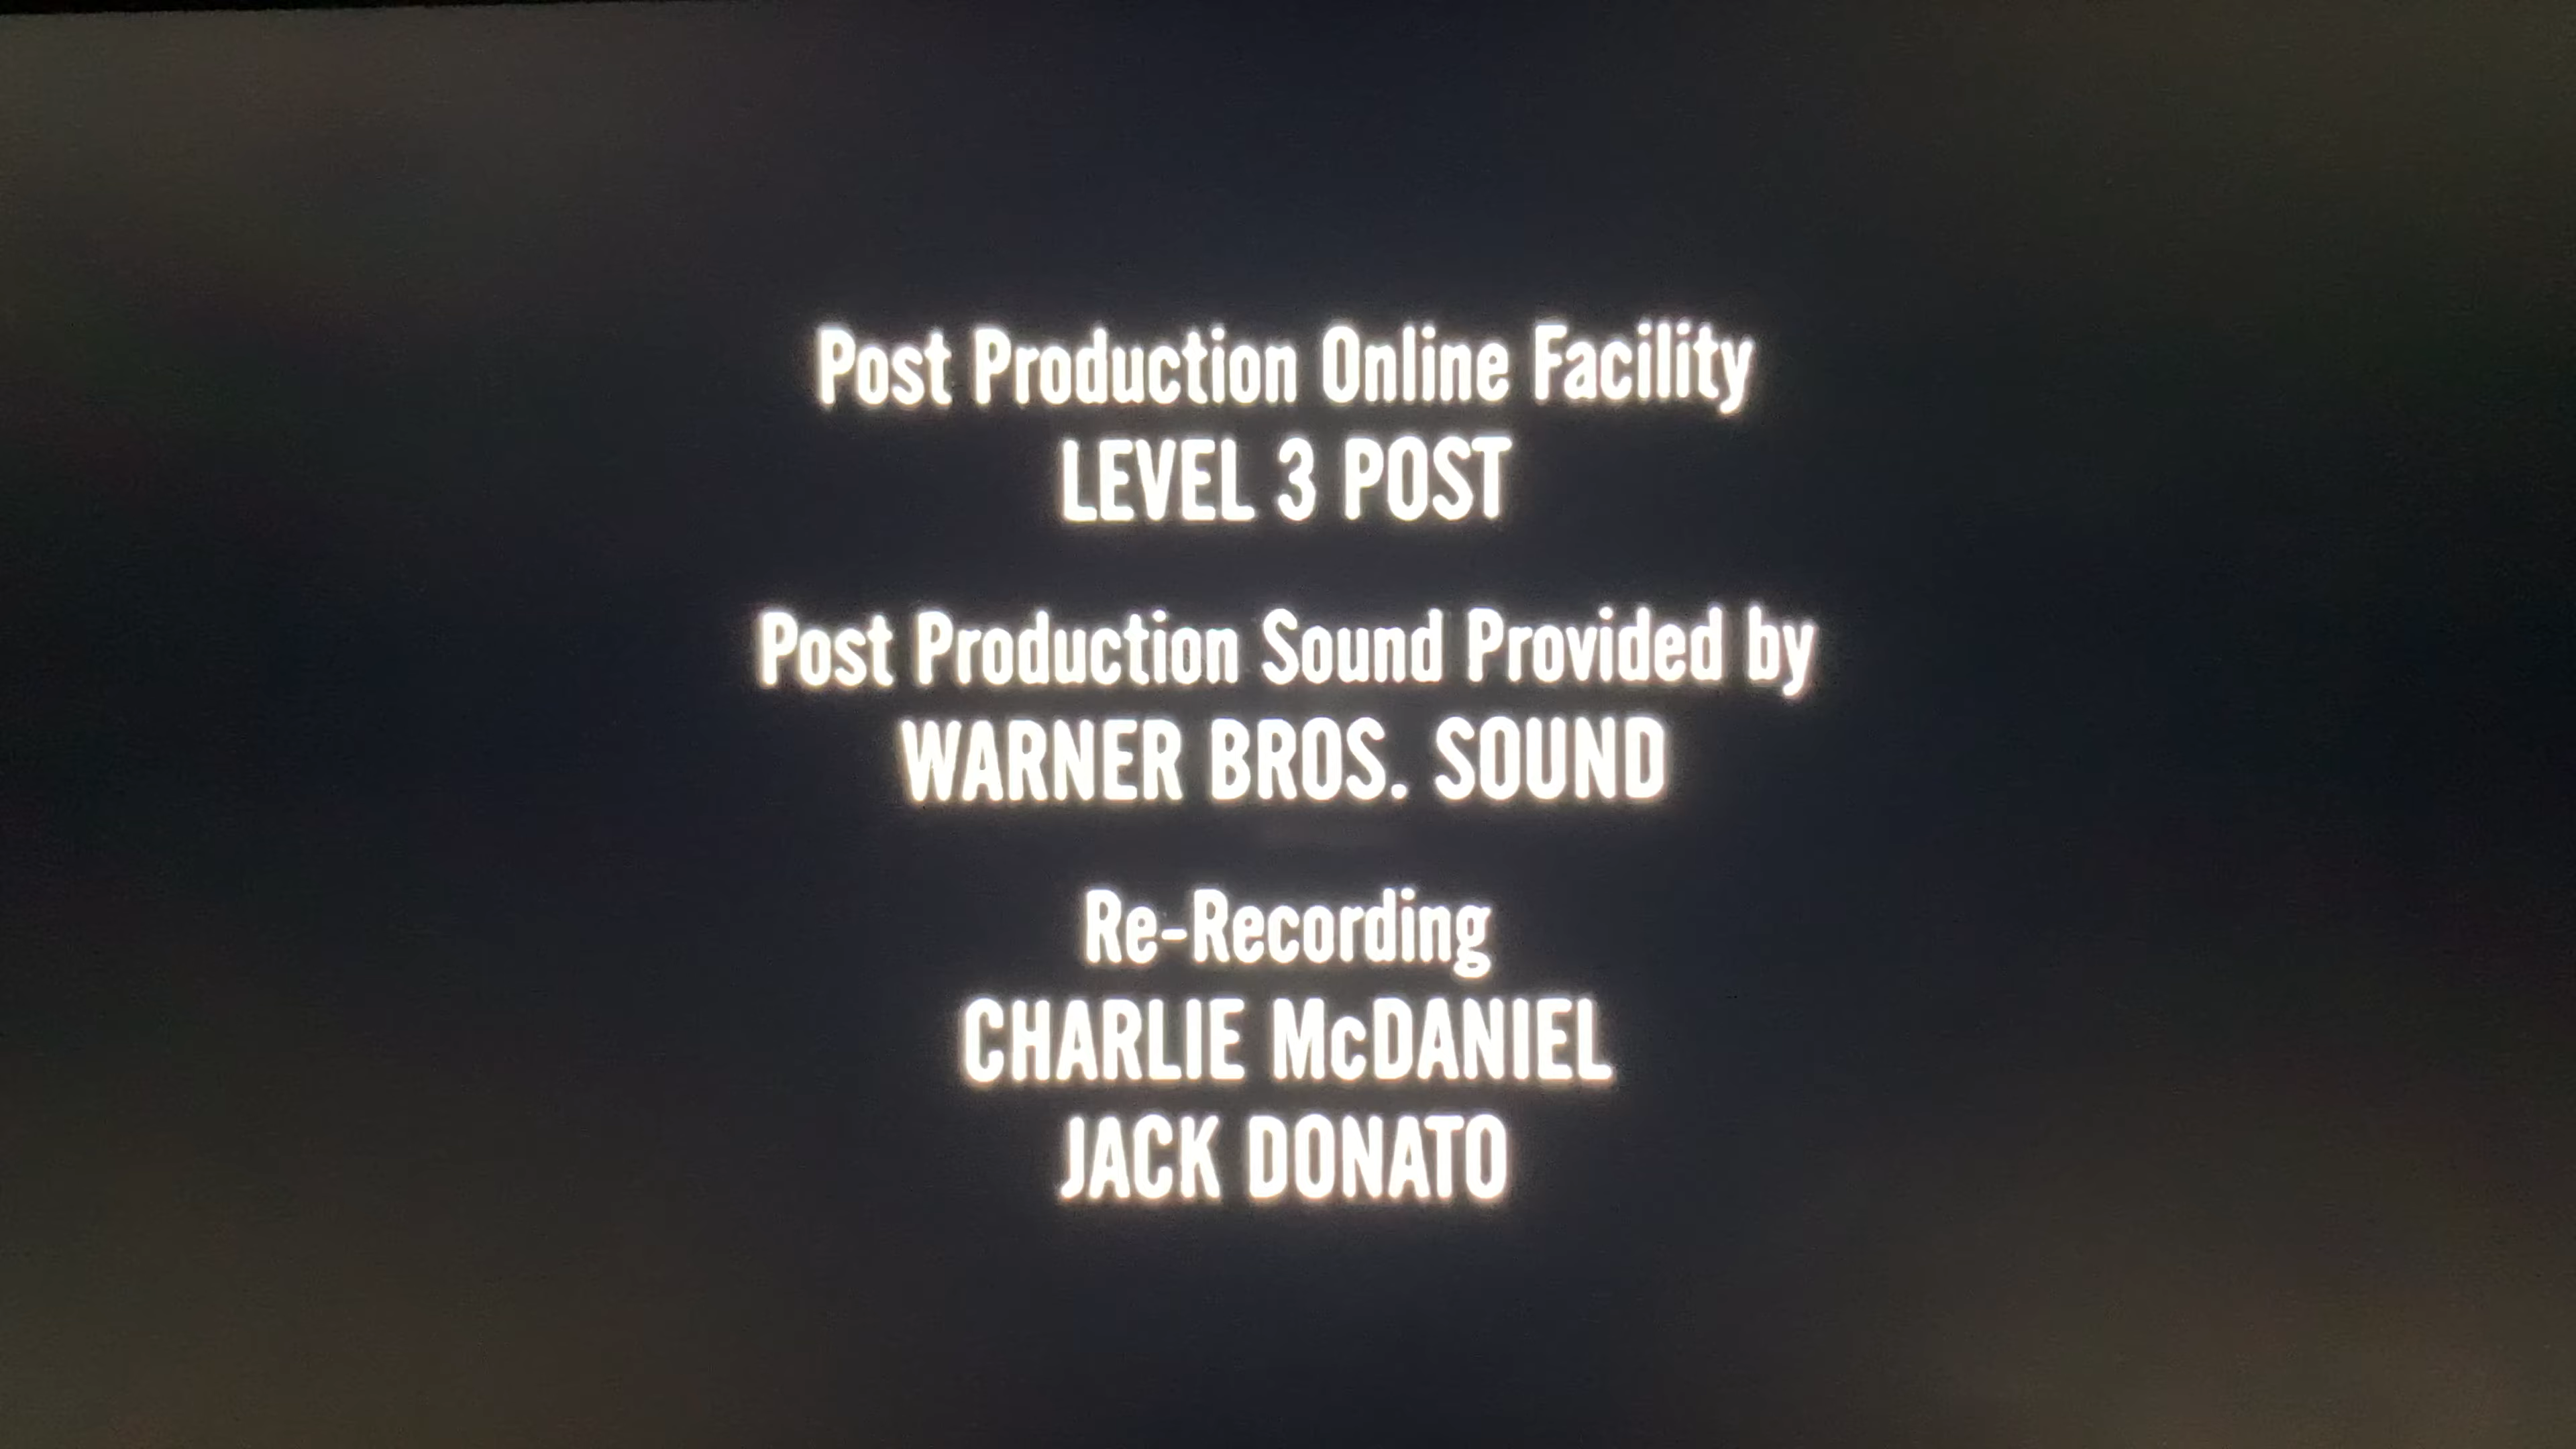 Post Production Online Facility
LEVEL 3 POST
Post Production Sound Provided by
WARNER BROS. SOUND
Re-Recording
CHARLIE McDANIEL
JACK DONATO